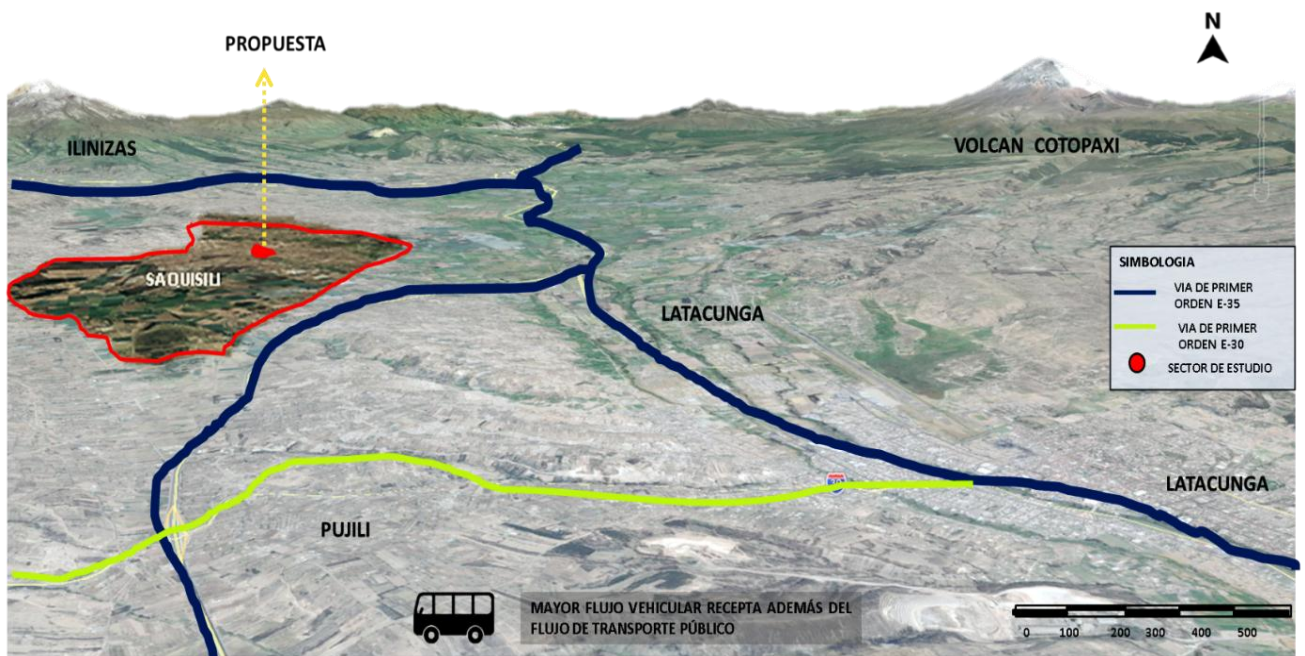 N
PROPUESTA
ILINIZAS
VOLCAN COTOPAXI
SAQUISILI
SIMBOLOGIA
VIA DE PRIMER
ORDEN E-35
VIA DE PRIMER
ORDEN E-30
SECTOR DE ESTUDIO
LATACUNGA
LATACUNGA
30
PUJILI
MAYOR FLUJO VEHICULAR RECEPTA ADEMÁS DEL
FLUJO DE TRANSPORTE PÚBLICO
0 100 200 300 400 500